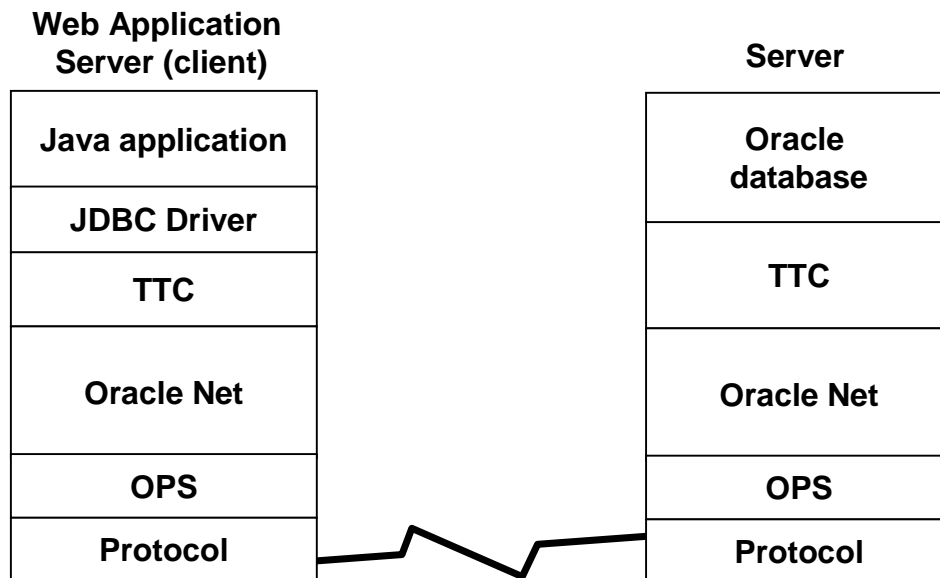 Web Application
Server (client)
Java application
JDBC Driver
TTC
Oracle Net
OPS
Protocol
Server
Oracle
database
TTC
Oracle Net
OPS
Protocol